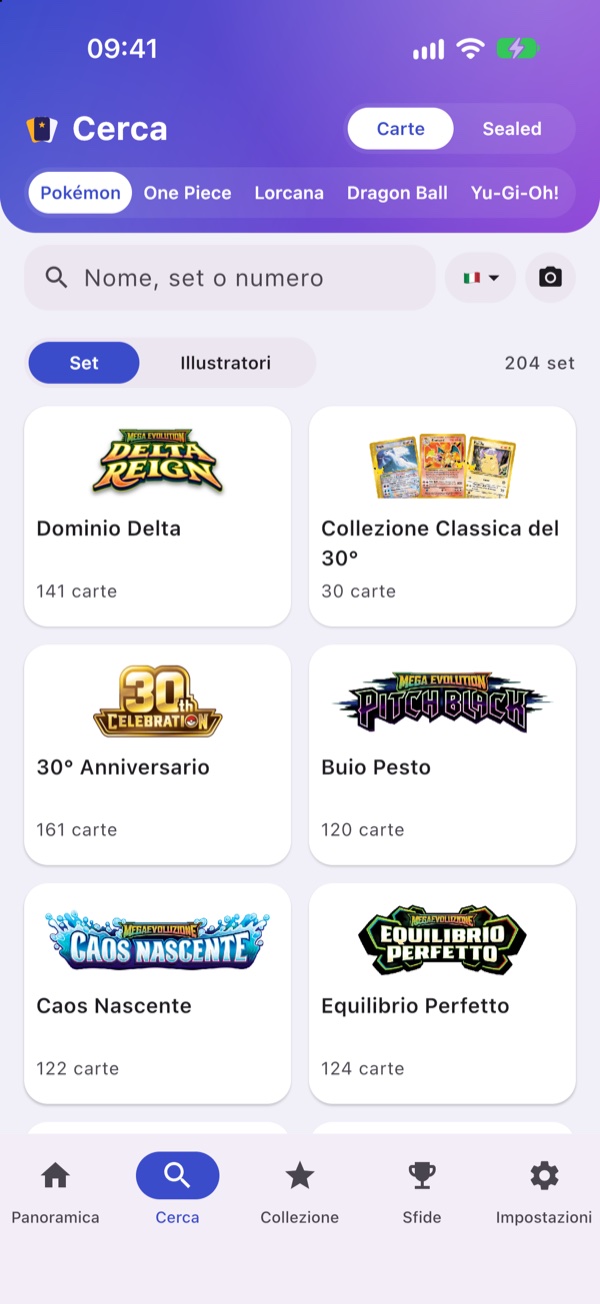 09:41
Cerca
Carte
Sealed
Pokémon
One Piece
Lorcana
Dragon Ball
Yu-Gi-Oh!
Nome, set o numero
Set
Illustratori
204 set
MEGA EVOLUTION
DELTA
REIGN
Dominio Delta
141 carte
Collezione Classica del
30°
30 carte
30th
CELEBRATION
30° Anniversario
161 carte
MEGA EVOLUTION
PITCH BLACK
Buio Pesto
120 carte
MEGAEVOLUZIONE
CAOS NASCENTE
Caos Nascente
122 carte
MEGAEVOLUZIONE
EQUILIBRIO
PERFETTO
Equilibrio Perfetto
124 carte
Panoramica
Cerca
Collezione
Sfide
Impostazioni